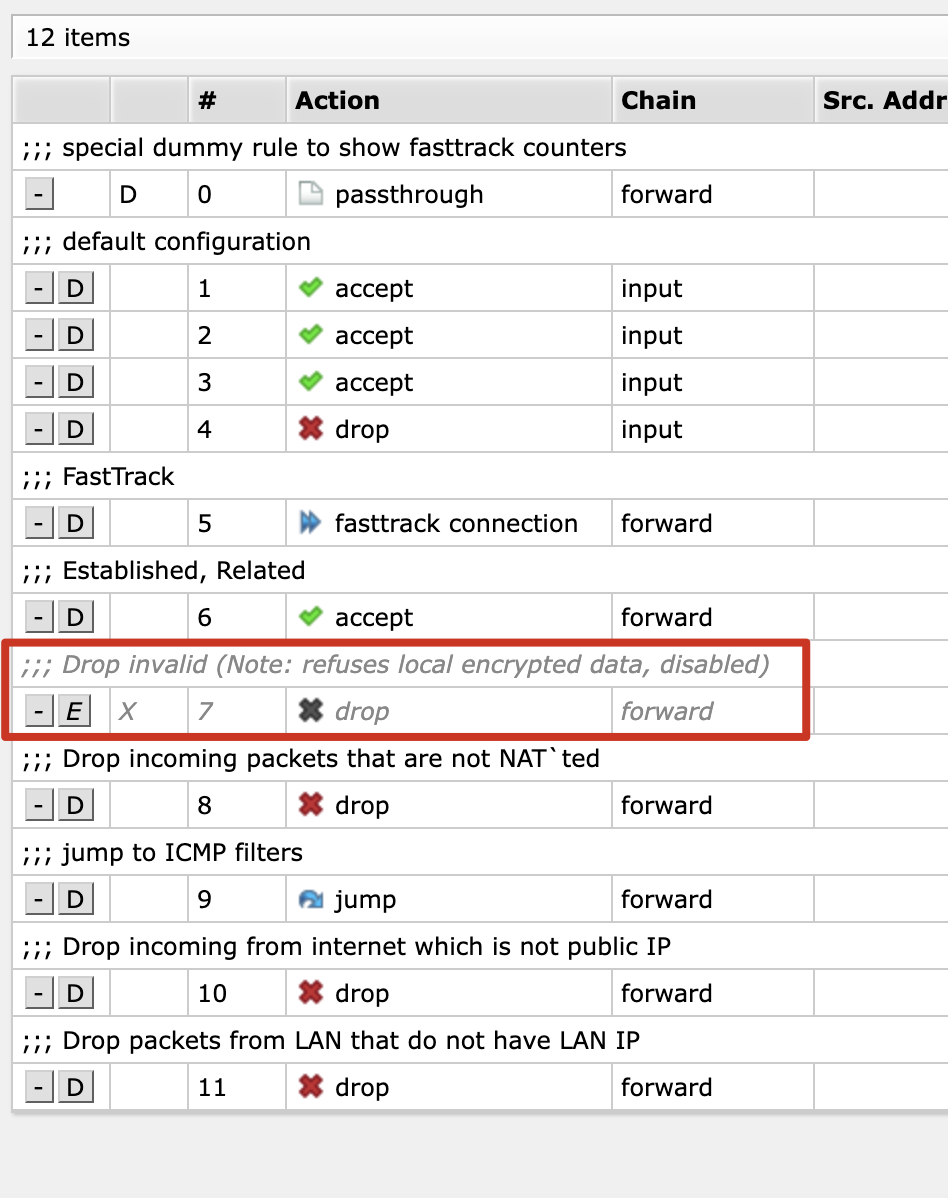 12 items
# Action Chain Src. Addr
;;; special dummy rule to show fasttrack counters
- D 0 passthrough forward
;;; default configuration
- D 1 accept input
- D 2 accept input
- D 3 accept input
- D 4 drop input
;;; FastTrack
- D 5 fasttrack connection forward
;;; Established, Related
- D 6 accept forward
;;; Drop invalid (Note: refuses local encrypted data, disabled)
- E X 7 drop forward
;;; Drop incoming packets that are not NAT`ted
- D 8 drop forward
;;; jump to ICMP filters
- D 9 jump forward
;;; Drop incoming from internet which is not public IP
- D 10 drop forward
;;; Drop packets from LAN that do not have LAN IP
- D 11 drop forward